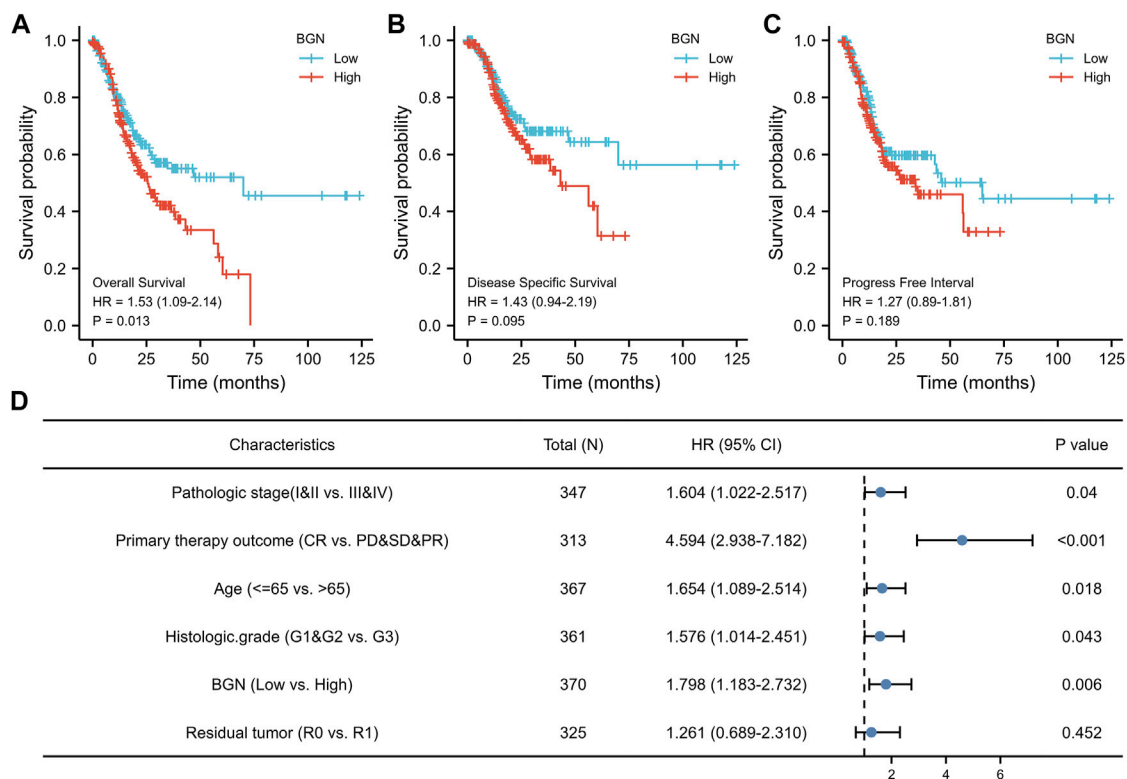 A
B
C
BGN
Low
High
BGN
Low
High
BGN
Low
High
Survival probability
1.0
0.8
0.6
0.4
0.2
0.0
Overall Survival
HR = 1.53 (1.09-2.14)
P = 0.013
0 25 50 75 100 125
Time (months)
Survival probability
1.0
0.8
0.6
0.4
0.2
0.0
Disease Specific Survival
HR = 1.43 (0.94-2.19)
P = 0.095
0 25 50 75 100 125
Time (months)
Survival probability
1.0
0.8
0.6
0.4
0.2
0.0
Progress Free Interval
HR = 1.27 (0.89-1.81)
P = 0.189
0 25 50 75 100 125
Time (months)
D
Characteristics Total (N) HR (95% CI) P value
Pathologic stage(I&II vs. III&IV) 347 1.604 (1.022-2.517) 0.04
Primary therapy outcome (CR vs. PD&SD&PR) 313 4.594 (2.938-7.182) <0.001
Age (<=65 vs. >65) 367 1.654 (1.089-2.514) 0.018
Histologic.grade (G1&G2 vs. G3) 361 1.576 (1.014-2.451) 0.043
BGN (Low vs. High) 370 1.798 (1.183-2.732) 0.006
Residual tumor (R0 vs. R1) 325 1.261 (0.689-2.310) 0.452
2 4 6